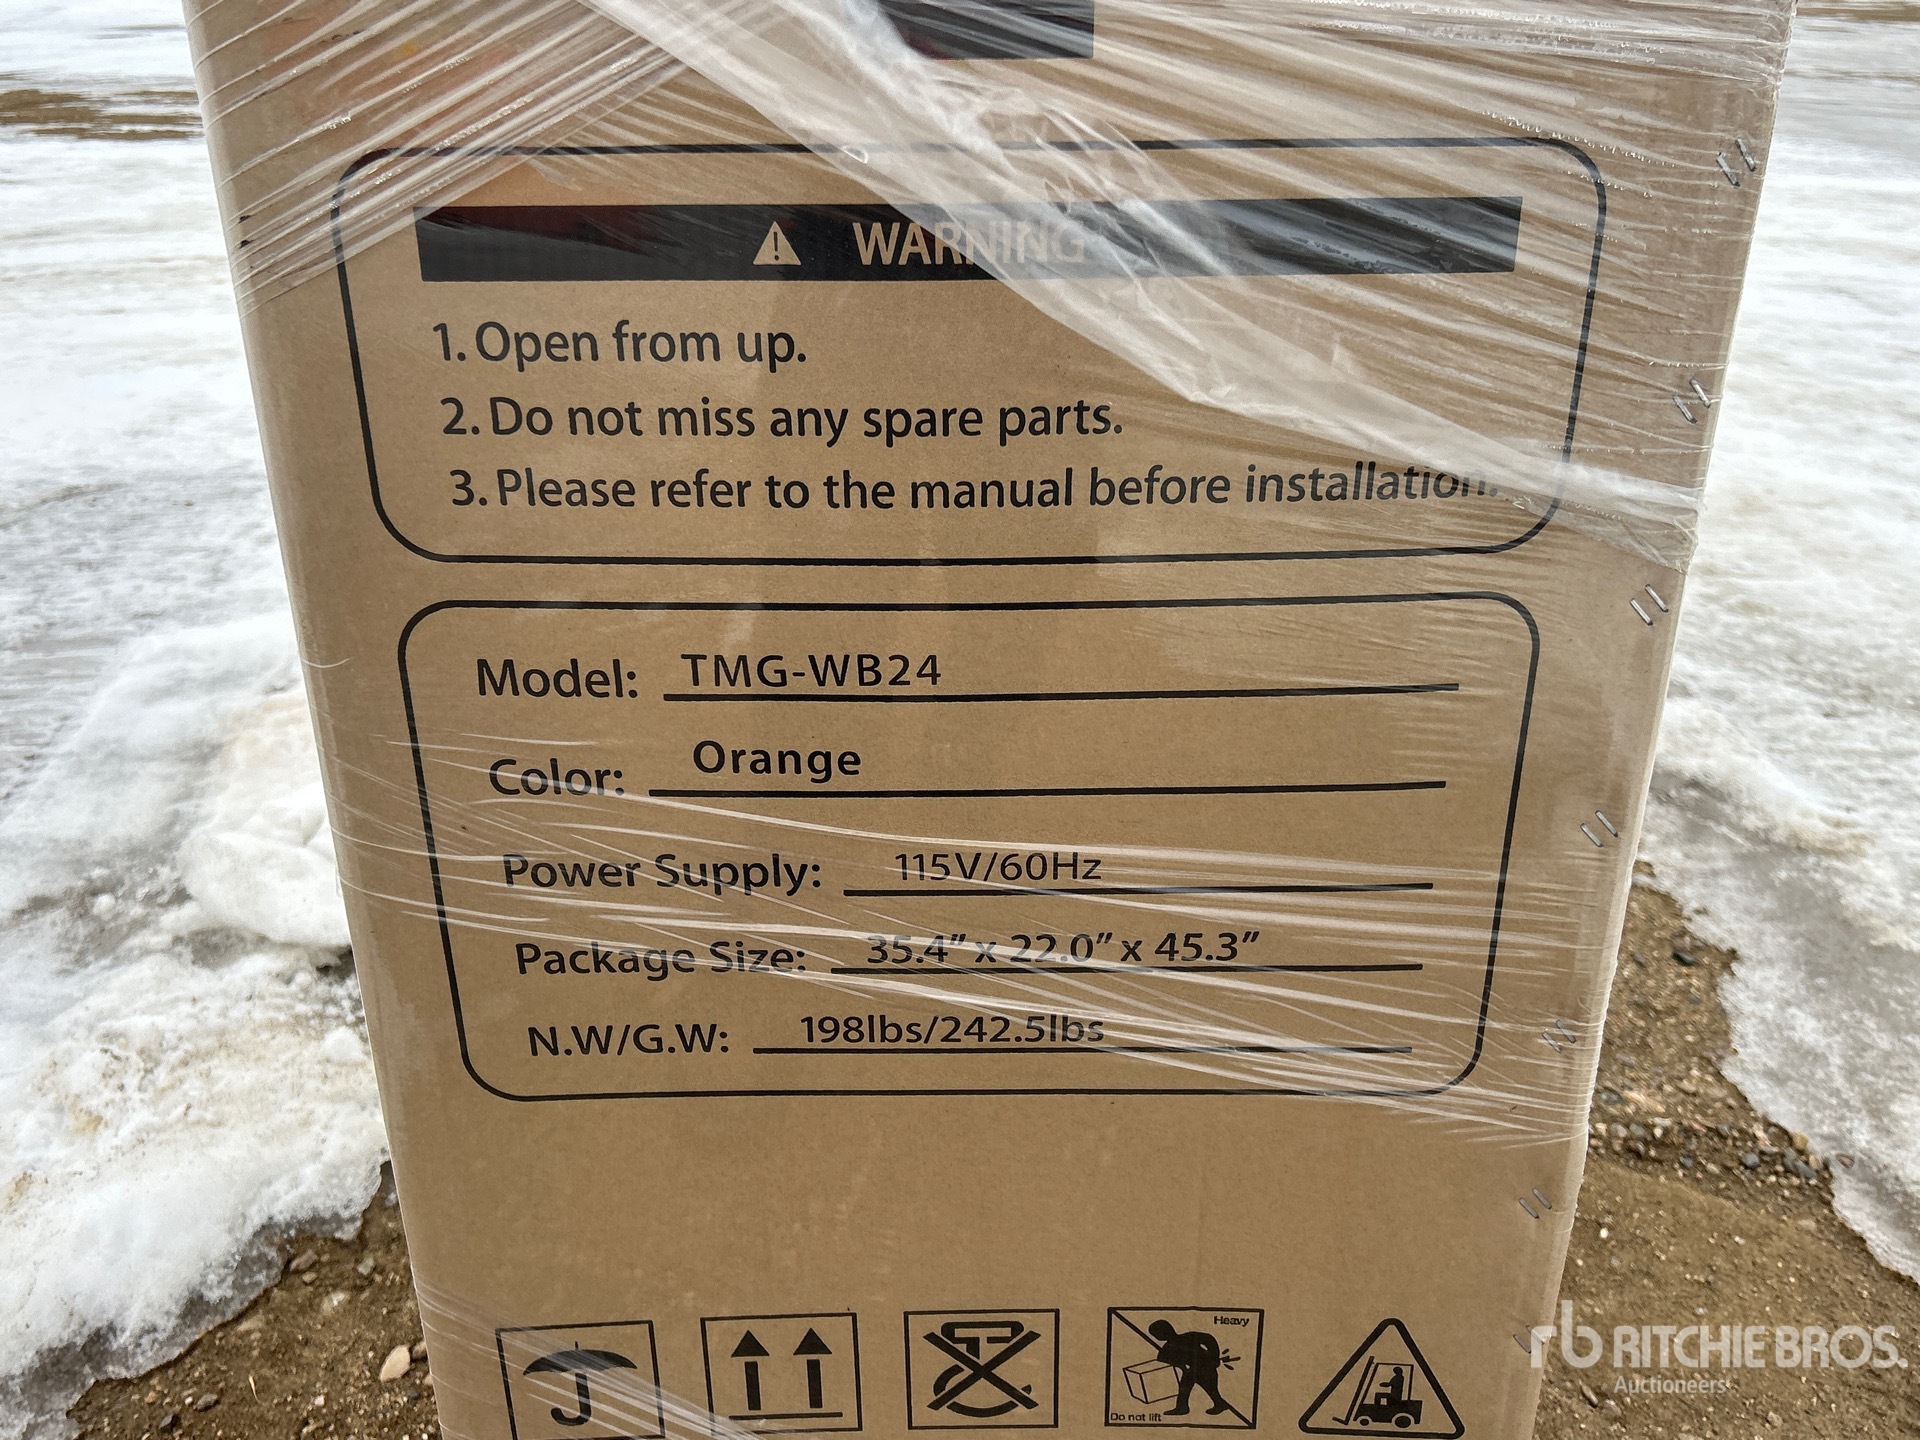 WARNING
1. Open from up.
2. Do not miss any spare parts.
3. Please refer to the manual before installation.
Model: TMG-WB24
Color: Orange
Power Supply: 115V/60Hz
Package Size: 35.4" x 22.0" x 45.3"
N.W/G.W: 198lbs/242.5lbs
Heavy
Do not lift
rb RITCHIE BROS.
Auctioneers